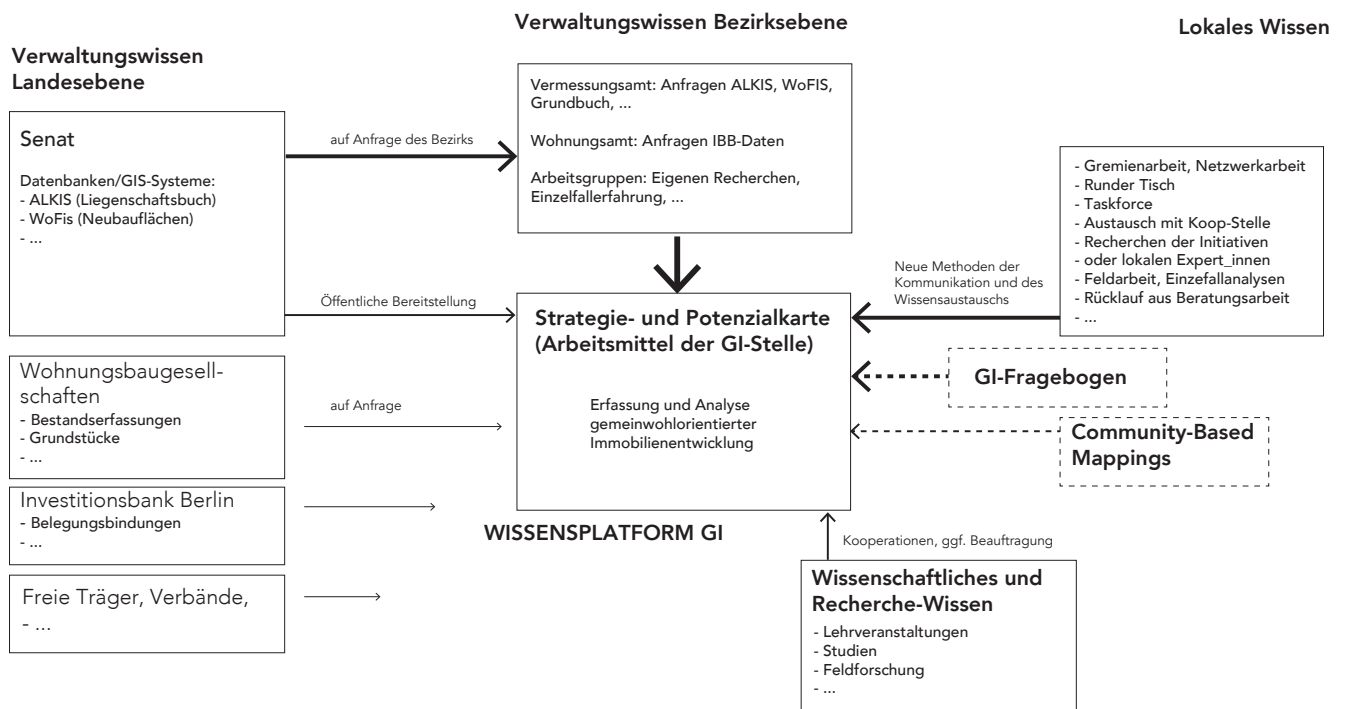 Verwaltungswissen Bezirksebene
Lokales Wissen
Verwaltungswissen
Landesebene
Senat
Datenbanken/GIS-Systeme:
- ALKIS (Liegenschaftsbuch)
- WoFis (Neubauflächen)
- ...
auf Anfrage des Bezirks
Vermessungsamt: Anfragen ALKIS, WoFIS,
Grundbuch, ...
Wohnungsamt: Anfragen IBB-Daten
Arbeitsgruppen: Eigenen Recherchen,
Einzelfallerfahrung, ...
- Gremienarbeit, Netzwerkarbeit
- Runder Tisch
- Taskforce
- Austausch mit Koop-Stelle
- Recherchen der Initiativen
- oder lokalen Expert_innen
- Feldarbeit, Einzefallanalysen
- Rücklauf aus Beratungsarbeit
- ...
Neue Methoden der
Kommunikation und des
Wissensaustauschs
Öffentliche Bereitstellung
Strategie- und Potenzialkarte
(Arbeitsmittel der GI-Stelle)
Erfassung und Analyse
gemeinwohlorientierter
Immobilienentwicklung
GI-Fragebogen
Community-Based
Mappings
Wohnungsbaugesell-
schaften
- Bestandserfassungen
- Grundstücke
- ...
auf Anfrage
Investitionsbank Berlin
- Belegungsbindungen
- ...
WISSENSPLATFORM GI
Kooperationen, ggf. Beauftragung
Freie Träger, Verbände,
- ...
Wissenschaftliches und
Recherche-Wissen
- Lehrveranstaltungen
- Studien
- Feldforschung
- ...